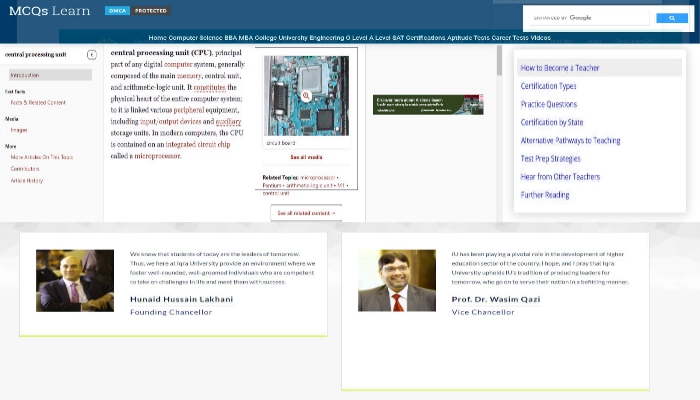 MCQs Learn
DMCA PROTECTED
ENHANCED BY Google
Home Computer Science BBA MBA College University Engineering O Level A Level SAT Certifications Aptitude Tests Career Tests Videos
central processing unit
Introduction
Fast Facts
Facts & Related Content
Media
Images
More
More Articles On This Topic
Contributors
Article History
central processing unit (CPU), principal
part of any digital computer system, generally
composed of the main memory, control unit,
and arithmetic-logic unit. It constitutes the
physical heart of the entire computer system;
to it is linked various peripheral equipment,
including input/output devices and auxiliary
storage units. In modern computers, the CPU
is contained on an integrated circuit chip
called a microprocessor.
circuit board
See all media
Related Topics: microprocessor •
Pentium • arithmetic-logic unit • M1 •
control unit
See all related content →
How to Become a Teacher
Certification Types
Practice Questions
Certification by State
Alternative Pathways to Teaching
Test Prep Strategies
Hear from Other Teachers
Further Reading
We know that students of today are the leaders of tomorrow.
Thus, we here at Iqra University provide an environment where we
foster well-rounded, well-groomed individuals who are competent
to take on challenges in life and meet them with success.
Hunaid Hussain Lakhani
Founding Chancellor
IU has been playing a pivotal role in the development of higher
education sector of the country. I hope, and I pray that Iqra
University upholds IU's tradition of producing leaders for
tomorrow, who go on to serve their nation in a befitting manner.
Prof. Dr. Wasim Qazi
Vice Chancellor